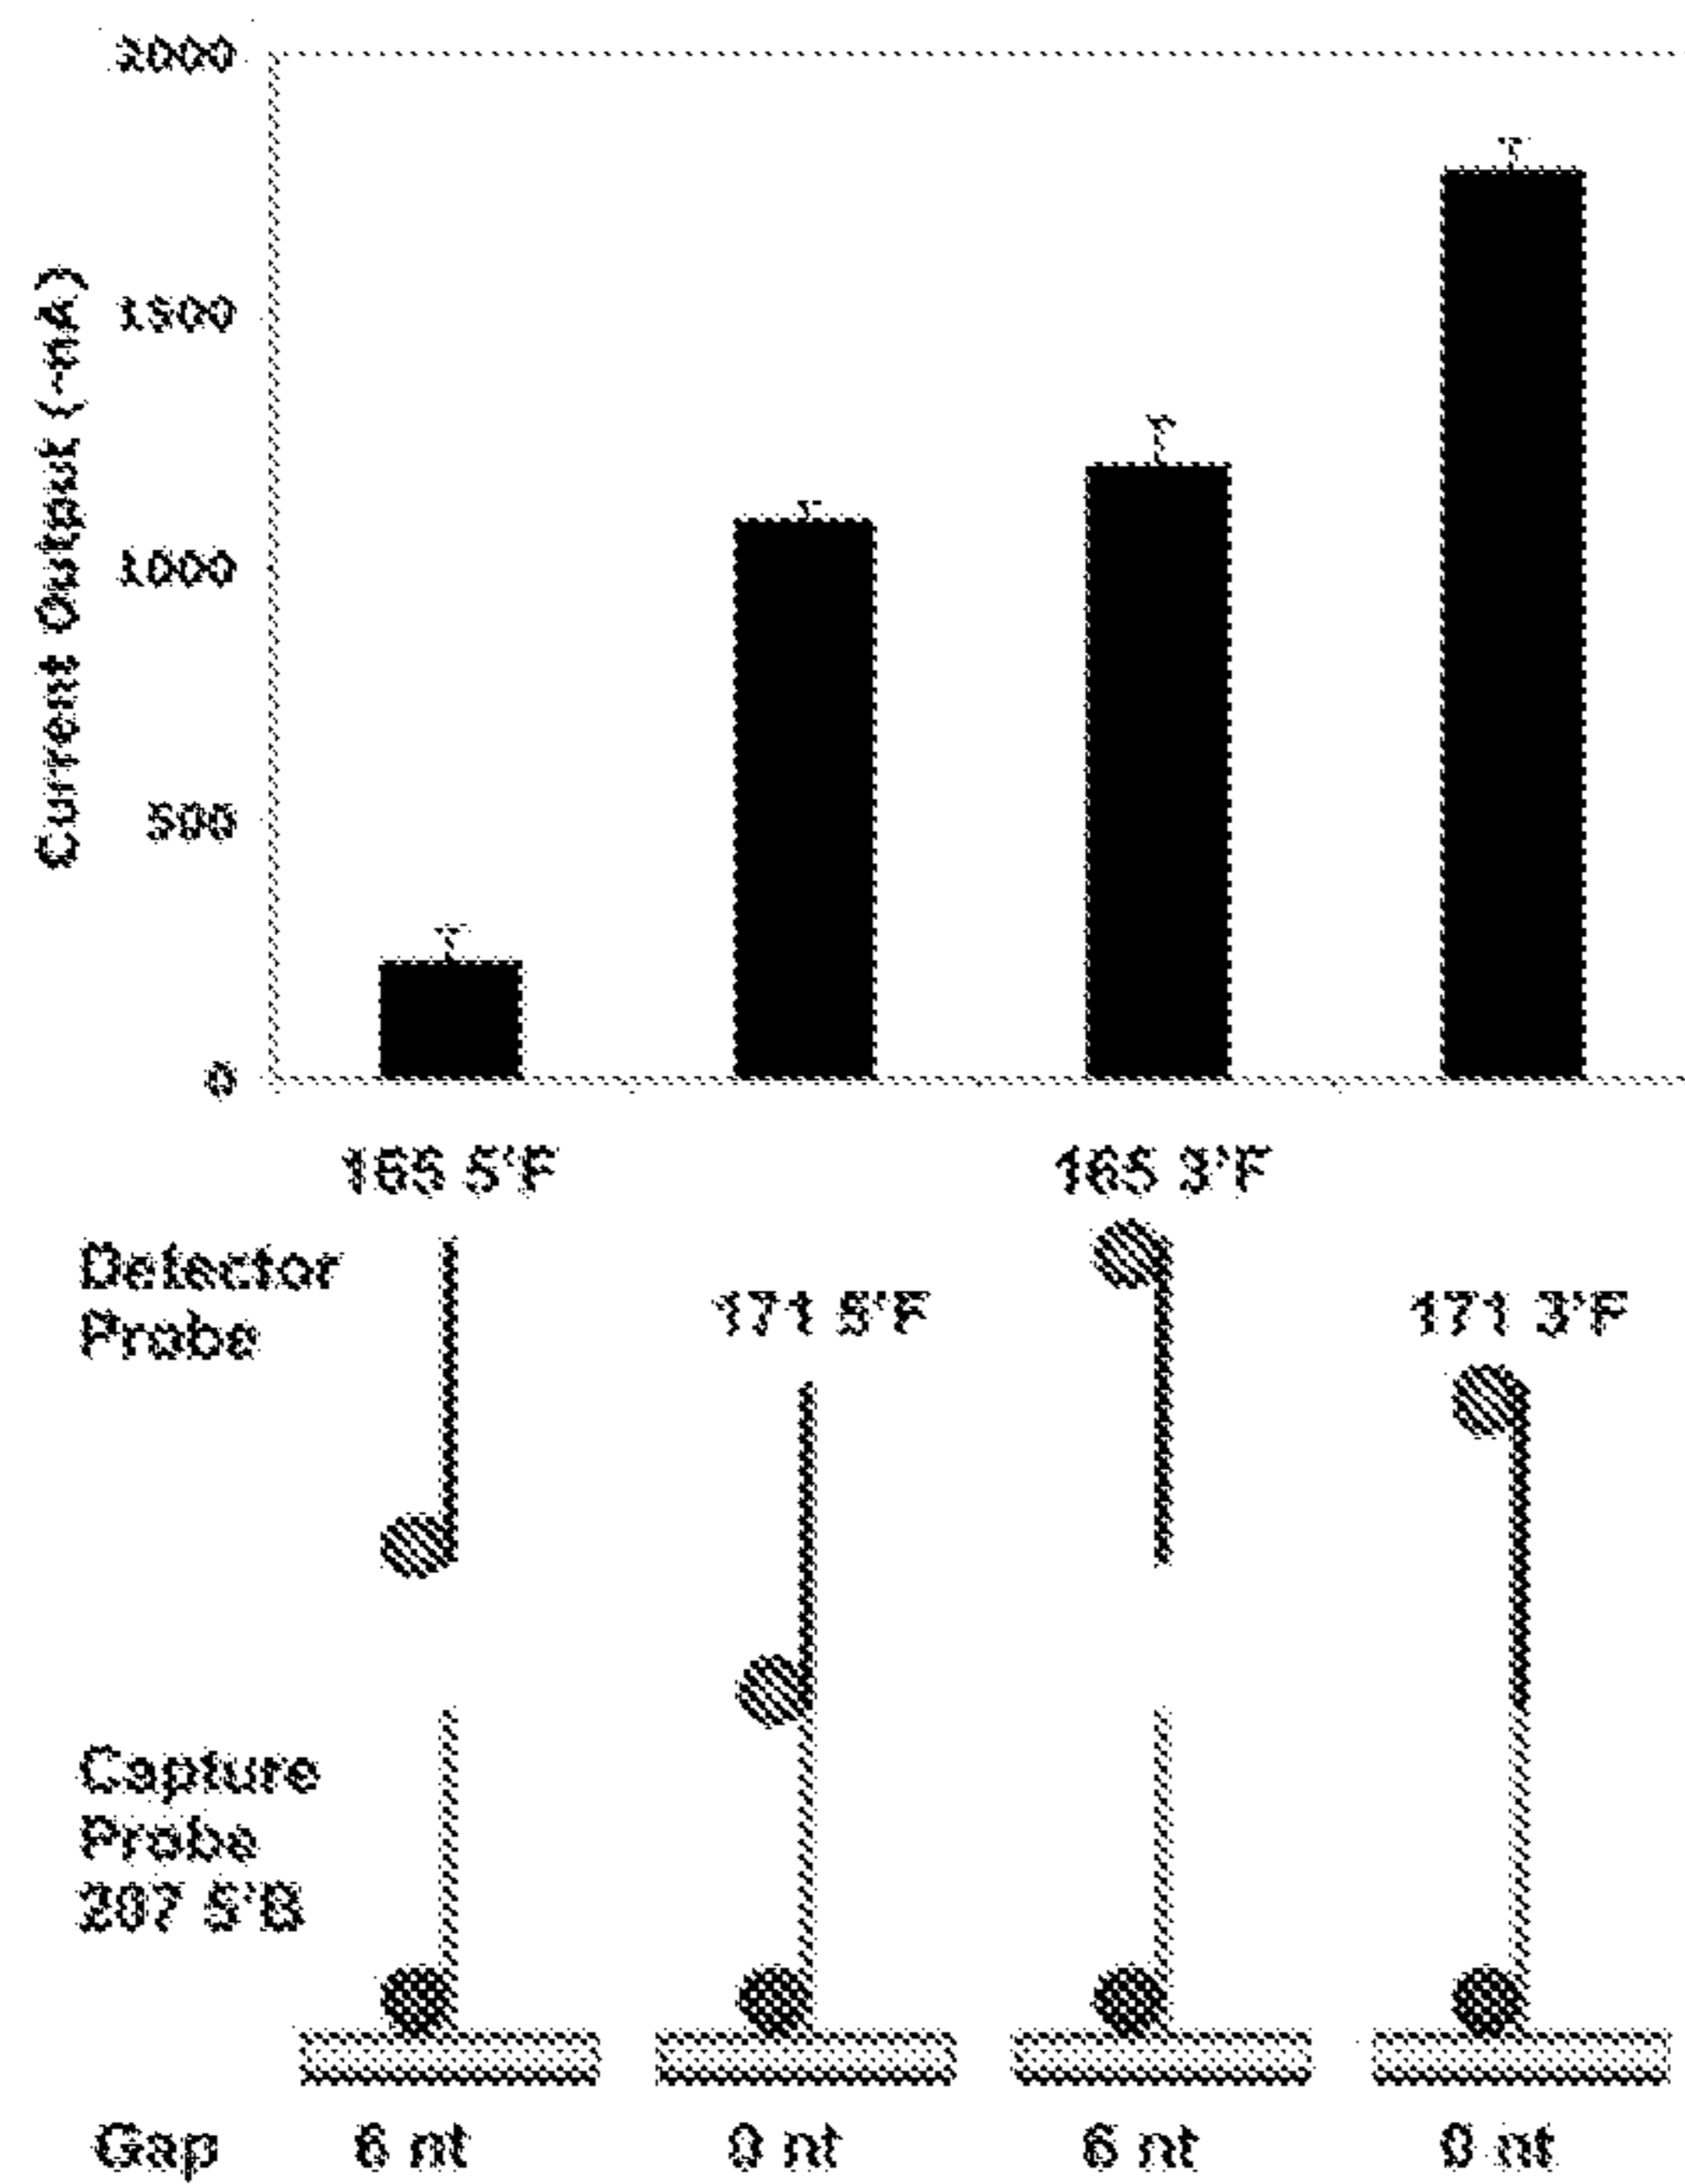 2000
1500
1000
500
0
Current Output (-nA)
165 5'F
165 3'F
171 5'F
171 3'F
Detector
Probe
Capture
Probe
207 5'B
Gap
6 nt
0 nt
6 nt
0 nt